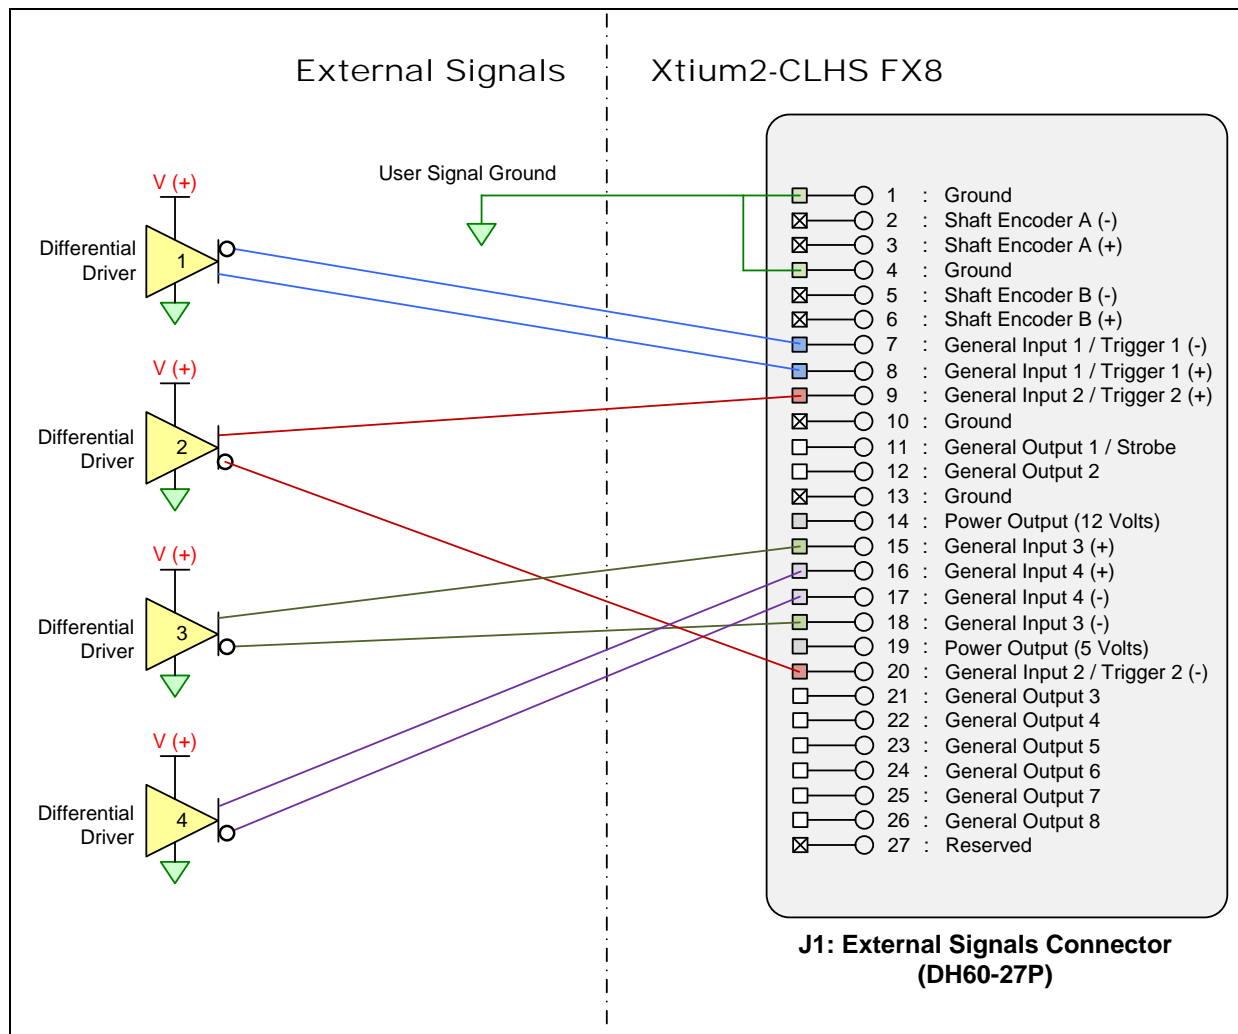 External Signals
Xtium2-CLHS FX8
User Signal Ground
V (+)
Differential
Driver
1
V (+)
Differential
Driver
2
V (+)
Differential
Driver
3
V (+)
Differential
Driver
4
1 : Ground
2 : Shaft Encoder A (-)
3 : Shaft Encoder A (+)
4 : Ground
5 : Shaft Encoder B (-)
6 : Shaft Encoder B (+)
7 : General Input 1 / Trigger 1 (-)
8 : General Input 1 / Trigger 1 (+)
9 : General Input 2 / Trigger 2 (+)
10 : Ground
11 : General Output 1 / Strobe
12 : General Output 2
13 : Ground
14 : Power Output (12 Volts)
15 : General Input 3 (+)
16 : General Input 4 (+)
17 : General Input 4 (-)
18 : General Input 3 (-)
19 : Power Output (5 Volts)
20 : General Input 2 / Trigger 2 (-)
21 : General Output 3
22 : General Output 4
23 : General Output 5
24 : General Output 6
25 : General Output 7
26 : General Output 8
27 : Reserved
J1: External Signals Connector
(DH60-27P)